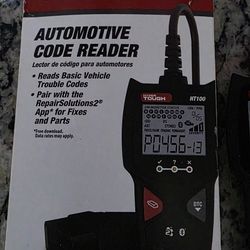 AUTOMOTIVE
CODE READER
Lector de código para automotores
• Reads Basic Vehicle
Trouble Codes
• Pair with the
RepairSolutions2®
App* for Fixes
and Parts
*Free download.
Data rates may apply.
HYPER
TOUGH
HT100
P0456-13
DTC